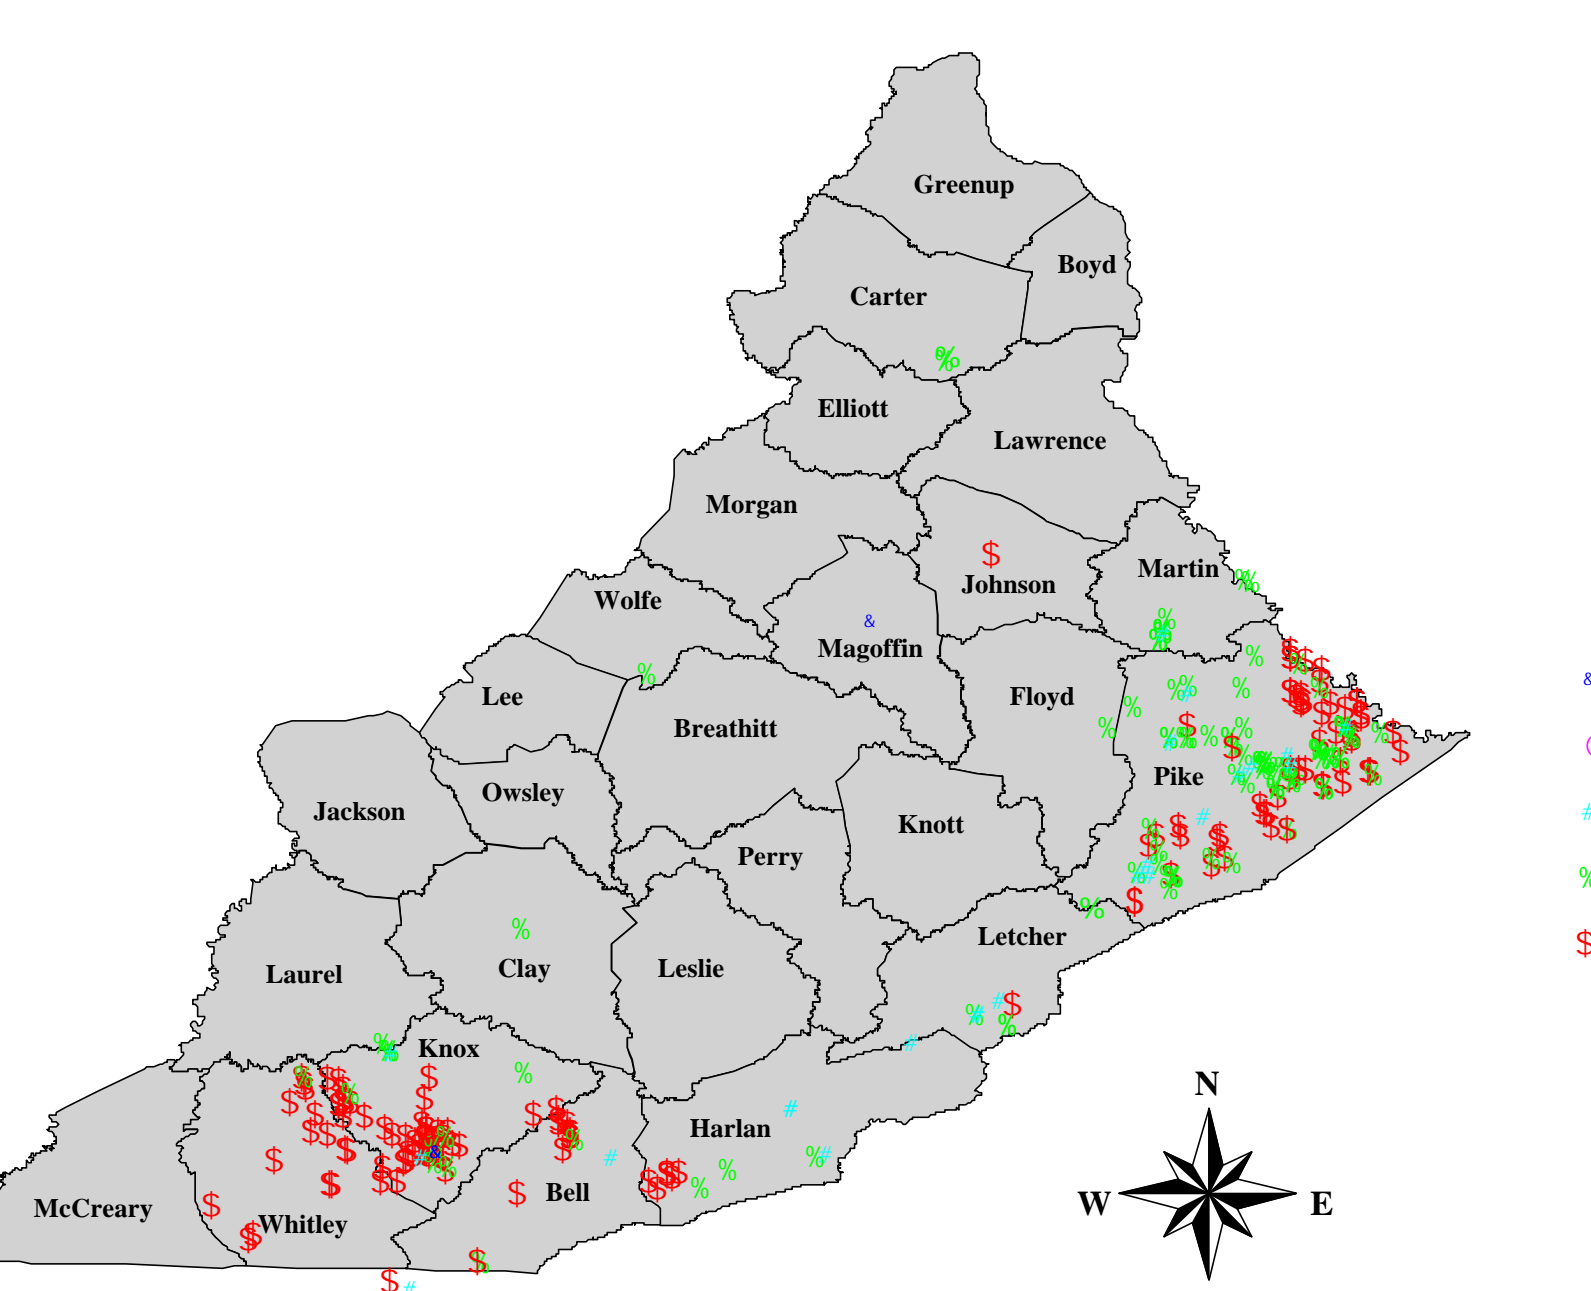 Greenup
Boyd
Carter
Elliott
Lawrence
Morgan
Martin
Johnson
Wolfe
Magoffin
Lee
Floyd
Breathitt
Pike
Owsley
Jackson
Knott
Perry
Letcher
Laurel
Clay
Leslie
Knox
N
Harlan
Bell
W
E
McCreary
Whitley